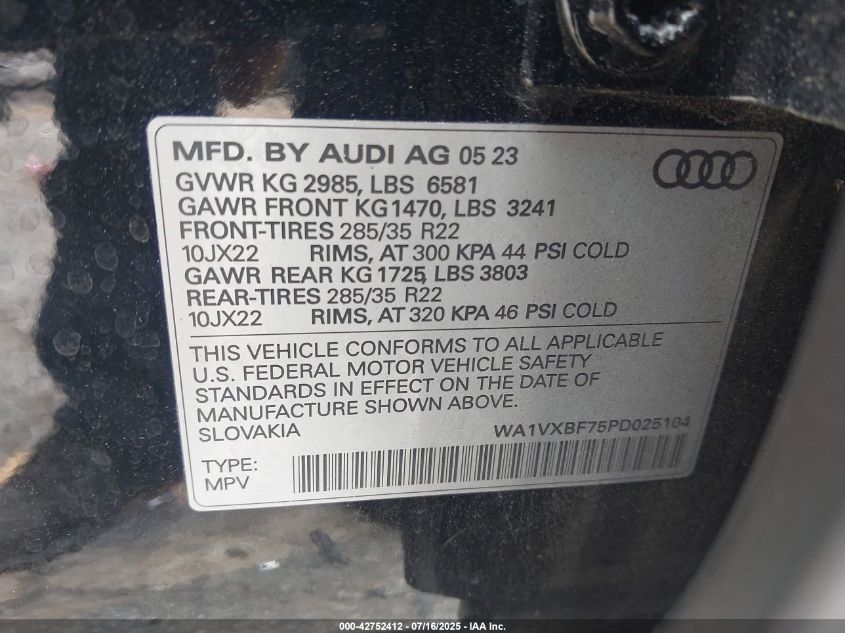 MFD. BY AUDI AG 05 23
GVWR KG 2985, LBS 6581
GAWR FRONT KG1470, LBS 3241
FRONT-TIRES 285/35 R22
10JX22 RIMS, AT 300 KPA 44 PSI COLD
GAWR REAR KG 1725, LBS 3803
REAR-TIRES 285/35 R22
10JX22 RIMS, AT 320 KPA 46 PSI COLD
THIS VEHICLE CONFORMS TO ALL APPLICABLE
U.S. FEDERAL MOTOR VEHICLE SAFETY
STANDARDS IN EFFECT ON THE DATE OF
MANUFACTURE SHOWN ABOVE.
SLOVAKIA WA1VXBF75PD025104
TYPE:
MPV
000-42752412 - 07/16/2025 - IAA Inc.